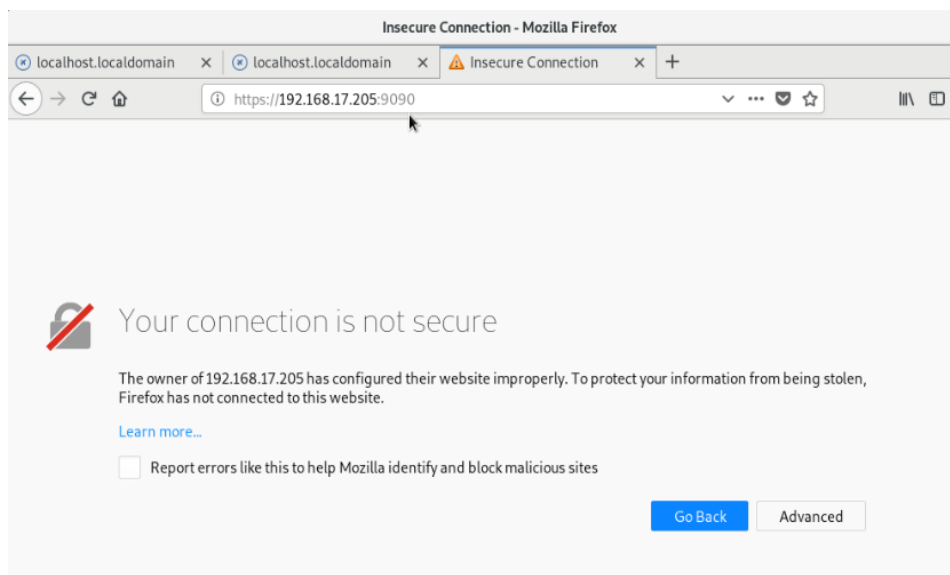 Insecure Connection - Mozilla Firefox
localhost.localdomain localhost.localdomain Insecure Connection
https://192.168.17.205:9090
Your connection is not secure
The owner of 192.168.17.205 has configured their website improperly. To protect your information from being stolen,
Firefox has not connected to this website.
Learn more...
Report errors like this to help Mozilla identify and block malicious sites
Go Back Advanced